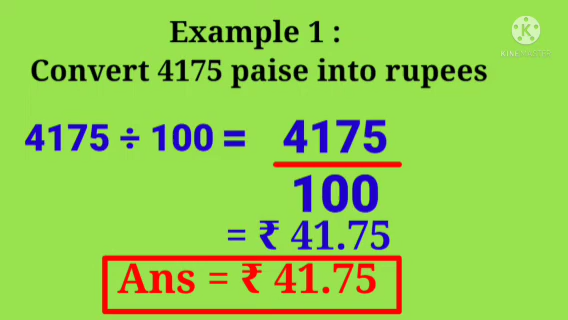 Example 1 :
KINEMASTER
Convert 4175 paise into rupees
4175 ÷ 100 = 4175
100
= ₹ 41.75
Ans = ₹ 41.75